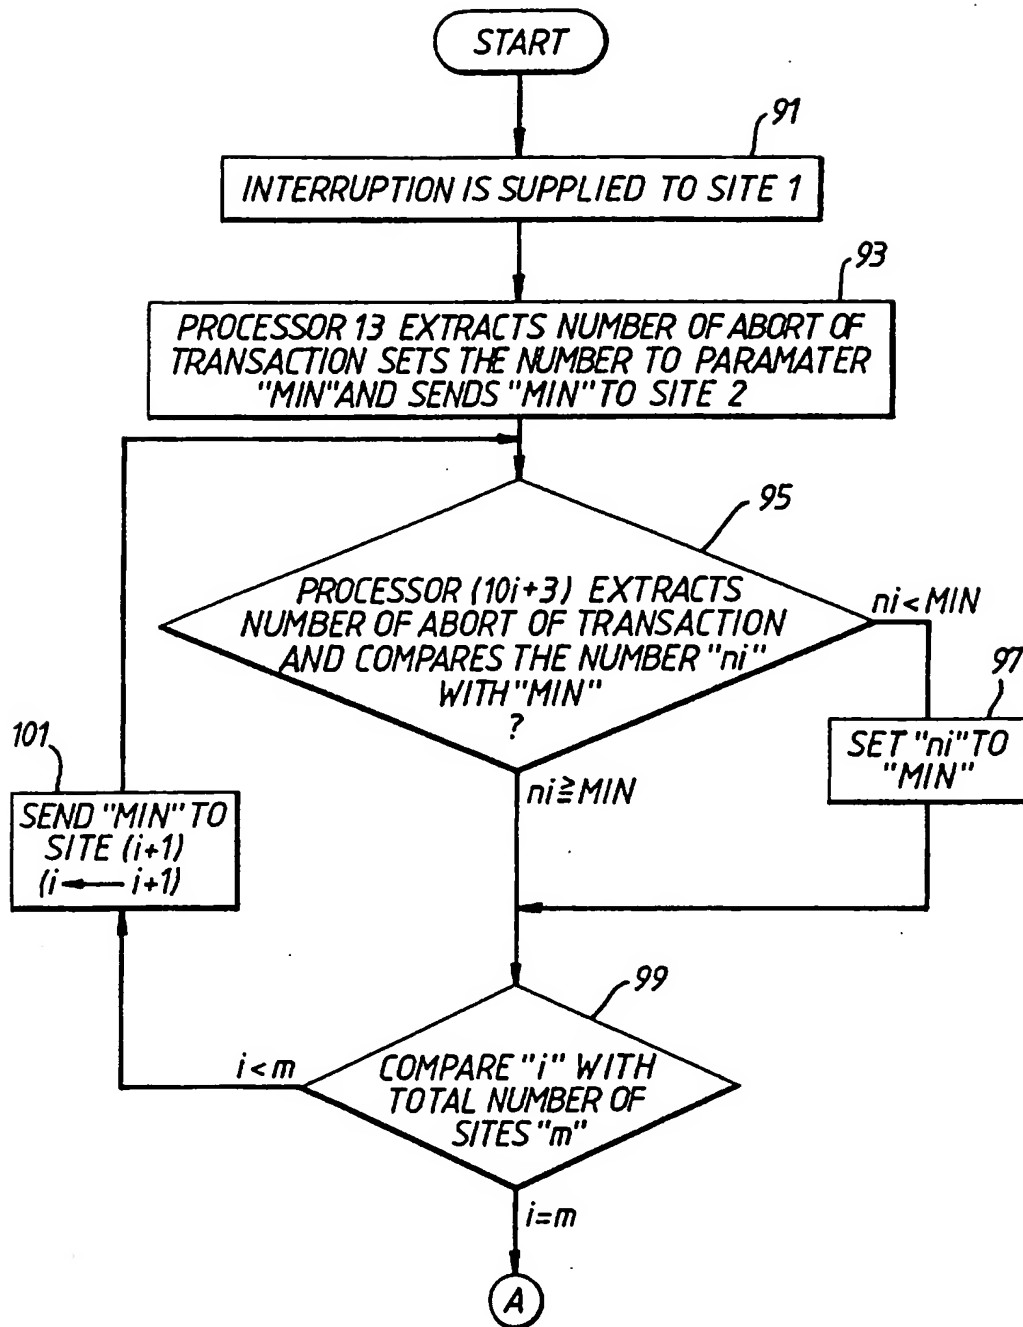 START
91
INTERRUPTION IS SUPPLIED TO SITE 1
93
PROCESSOR 13 EXTRACTS NUMBER OF ABORT OF
TRANSACTION SETS THE NUMBER TO PARAMATER
"MIN" AND SENDS "MIN" TO SITE 2
95
PROCESSOR (10i+3) EXTRACTS
NUMBER OF ABORT OF TRANSACTION
AND COMPARES THE NUMBER "ni"
WITH "MIN"
?
ni<MIN
97
SET "ni" TO
"MIN"
ni≧MIN
101
SEND "MIN" TO
SITE (i+1)
(i ← i+1)
99
COMPARE "i" WITH
TOTAL NUMBER OF
SITES "m"
i<m
i=m
A